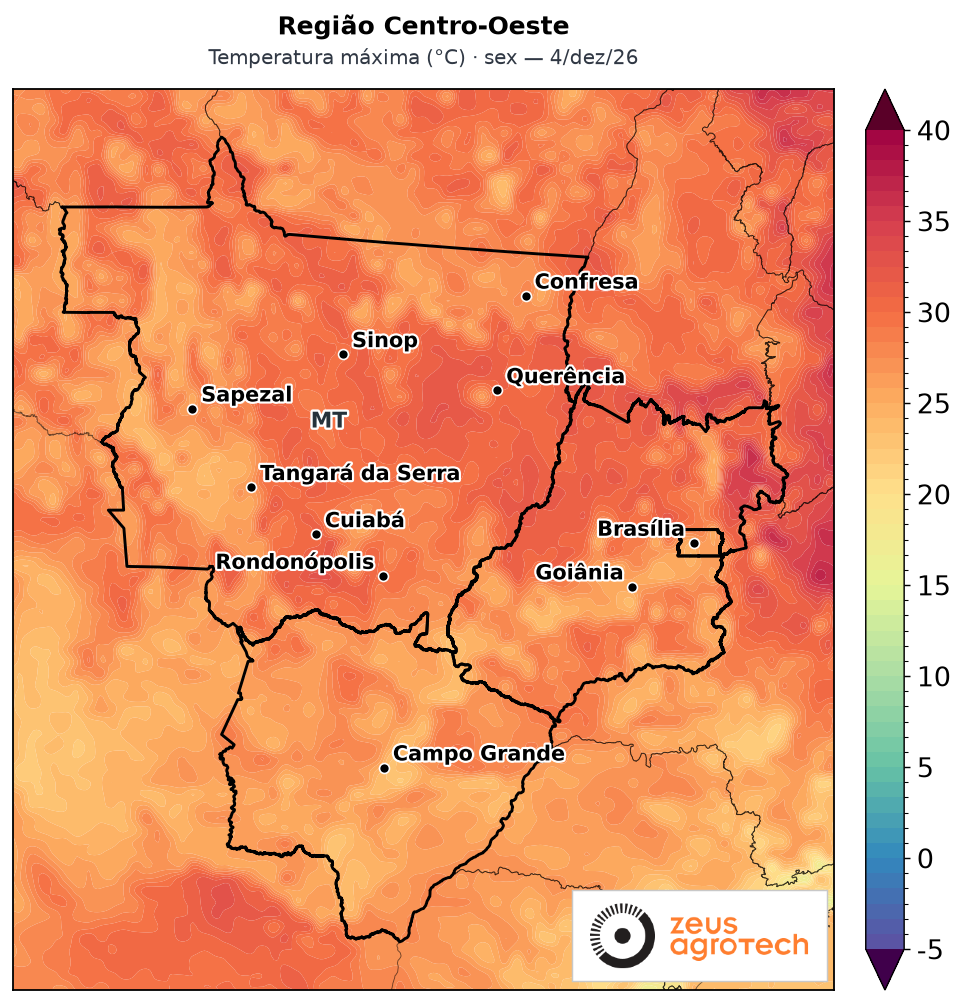 Região Centro-Oeste
Temperatura máxima (°C) · sex — 4/dez/26
Confresa
Sinop
Querência
Sapezal
MT
Tangará da Serra
Cuiabá
Brasília
Rondonópolis
Goiânia
Campo Grande
40
35
30
25
20
15
10
5
0
-5
zeus
agrotech